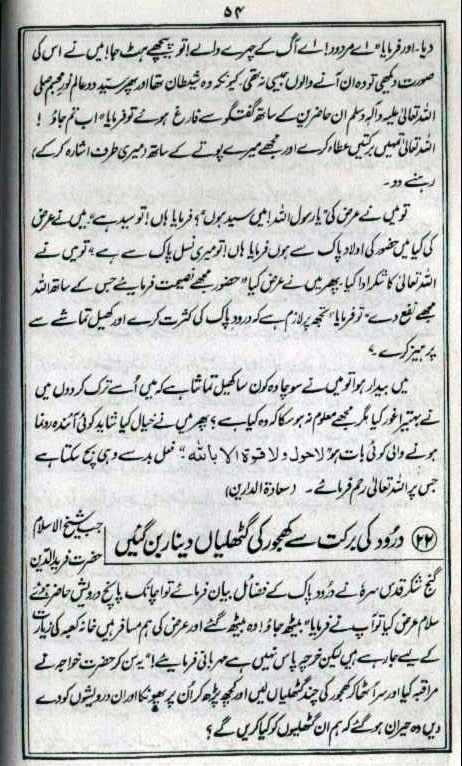 ۵۴
دیا۔ اور فرمایا "اے مردود! اے آگ کے چہرے والے! تو پیچھے ہٹ جا! میں نے اس کی
صورت دیکھی تو وہ ان آنے والوں جیسی نہ تھی، کیونکہ وہ شیطان تھا اور پھر سید دو عالم نورِ مجسم صلی
اللہ تعالیٰ علیہ وآلہ وسلم ان حاضرین کے ساتھ گفتگو سے فارغ ہوئے تو فرمایا "اب تم جاؤ !
اللہ تعالیٰ تمہیں برکتیں عطاء کرے اور مجھے میرے پوتے کے ساتھ (میری طرف اشارہ کر کے)
رہنے دو ۔
تو میں نے عرض کی "یا رسول اللہ! میں سید ہوں"؟ فرمایا ہاں! تو سید ہے" میں نے عرض
کی کیا میں حضور کی اولاد پاک سے ہوں فرمایا ہاں! تو میری نسل پاک سے ہے" تو میں نے
اللہ تعالیٰ کا شکر ادا کیا۔ پھر میں نے عرض کیا "حضور مجھے نصیحت فرمائیے جس کے ساتھ اللہ
مجھے نفع دے" تو فرمایا "تجھ پر لازم ہے کہ درود پاک کی کثرت کرے اور کھیل تماشے سے
پرہیز کرے ۔"
میں بیدار ہوا تو میں نے سوچا وہ کون سا کھیل تماشا ہے کہ میں اُسے ترک کر دوں میں
نے بہتیرا غور کیا مگر مجھے معلوم نہ ہو سکا کہ وہ کیا ہے؟ پھر میں نے خیال کیا شاید کوئی آئندہ رونما
ہونے والی کوئی بات ہو" لاحول ولا قوة الا بالله ۔" فعل بد سے وہی بچ سکتا ہے
جس پر اللہ تعالیٰ رحم فرمائے ۔ (سعادۃ الدارین)
۲۲ درود کی برکت سے کھجور کی گٹھلیاں دینار بن گئیں جب شیخ الاسلام
حضرت فرید الدین
گنج شکر قدس سرہٗ نے درود پاک کے فضائل بیان فرمائے تو اچانک پانچ درویش حاضر ہوئے
سلام عرض کیا تو آپ نے فرمایا "بیٹھ جاؤ! وہ بیٹھ گئے اور عرض کی ہم مسافر ہیں خانہ کعبہ کی زیارت
کے لیے جا رہے ہیں لیکن خرچہ پاس نہیں ہے مہربانی فرمائیے!" یہ سن کر حضرت خواجہ نے
مراقبہ کیا اور سر اُٹھا کر کھجور کی چند گٹھلیاں لیں اور کچھ پڑھ کر اُن پر پھونکا اور ان درویشوں کو دے
دیں وہ حیران ہو گئے کہ ہم ان گٹھلیوں کو کیا کریں گے ؟